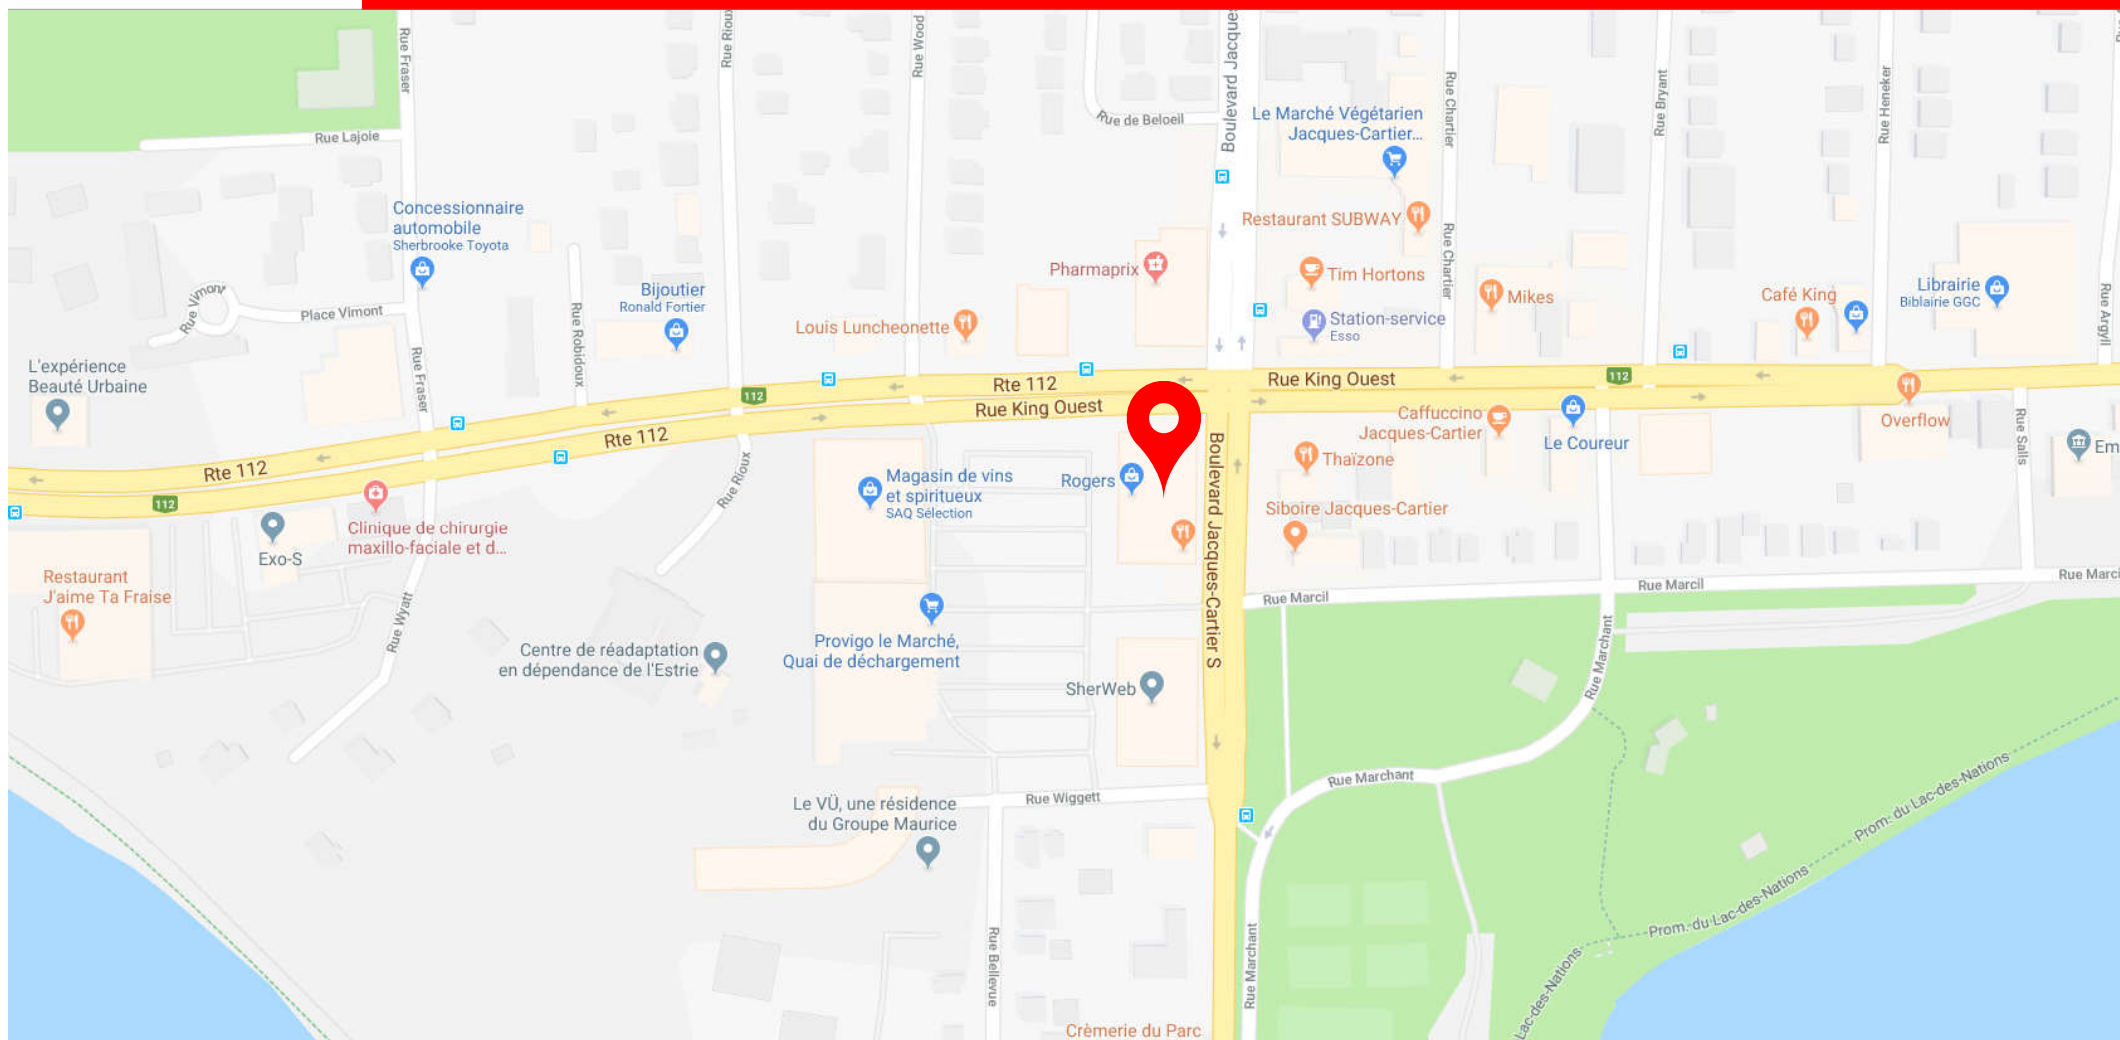 Rue Fraser
Rue Wood
Boulevard Jacques
Rue de Beloeil
Rue Lajoie
Le Marché Végétarien
Jacques-Cartier...
Rue Chartier
Rue Bryant
Rue Heneker
Concessionnaire
automobile
Sherbrooke Toyota
Restaurant SUBWAY
Rue Chartier
Pharmaprix
Tim Hortons
Mikes
Café King
Librairie
Biblairie GGC
Rue Argyll
Bijoutier
Ronald Fortier
Rue Vimont
Place Vimont
Rue Robidoux
Louis Luncheonette
Station-service
Esso
L'expérience
Beauté Urbaine
Rue Fraser
Rte 112
Rue King Ouest
112
112
Rue King Ouest
Rte 112
Rte 112
112
Caffuccino
Jacques-Cartier
Le Coureur
Overflow
Rue Salls
Em
Thaïzone
Boulevard Jacques-Cartier S
Rue Rioux
Magasin de vins
et spiritueux
SAQ Sélection
Rogers
Siboire Jacques-Cartier
Clinique de chirurgie
maxillo-faciale et d...
Exo-S
Restaurant
J'aime Ta Fraise
Rue Wyatt
Rue Marcil
Rue Marcil
Rue Marci
Centre de réadaptation
en dépendance de l'Estrie
Provigo le Marché,
Quai de déchargement
SherWeb
Rue Marchant
Rue Marchant
Le VÜ, une résidence
du Groupe Maurice
Rue Wiggett
Prom. du Lac-des-Nations
Prom. du Lac-des-Nations
Lac-des-Nations
Rue Bellevue
Rue Marchant
Crèmerie du Parc